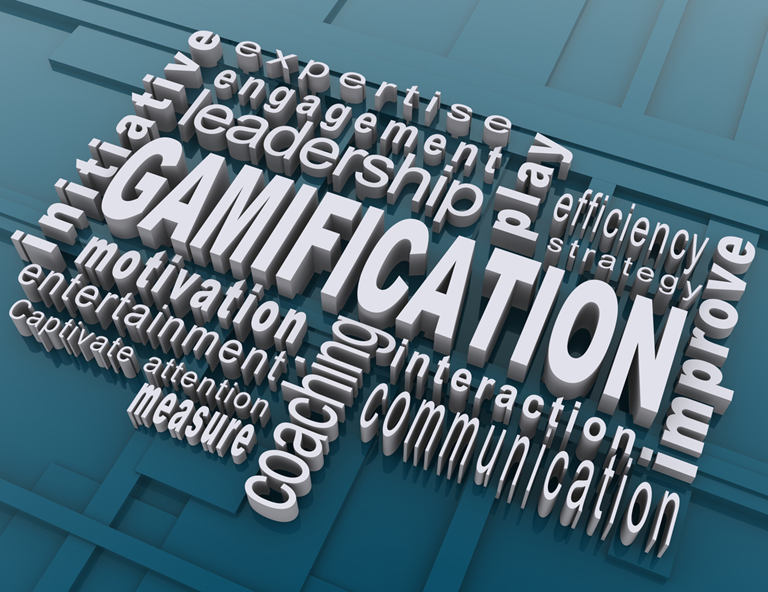 initiative
expertise
engagement
leadership
play
efficiency
strategy
GAMIFICATION
improve
motivation
entertainment
Captivate attention
measure
coaching
interaction
communication